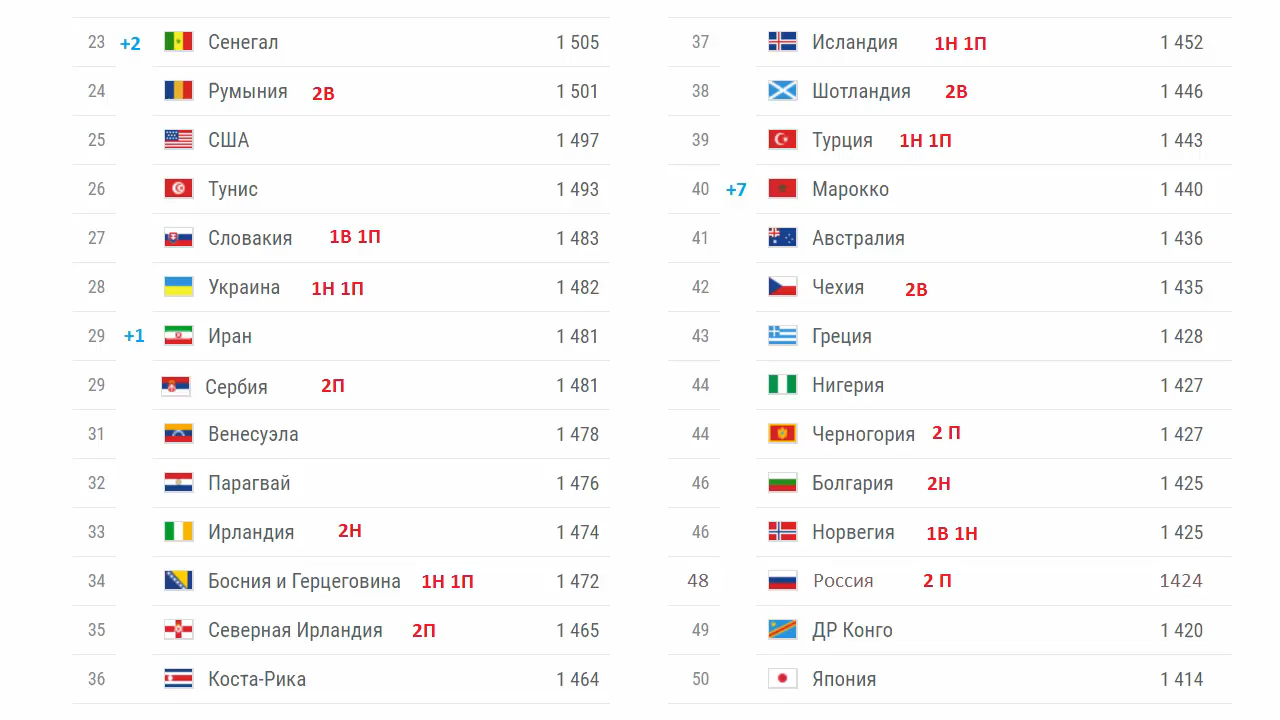 23 +2 Сенегал 1 505
24 Румыния 2В 1 501
25 США 1 497
26 Тунис 1 493
27 Словакия 1В 1П 1 483
28 Украина 1Н 1П 1 482
29 +1 Иран 1 481
29 Сербия 2П 1 481
31 Венесуэла 1 478
32 Парагвай 1 476
33 Ирландия 2Н 1 474
34 Босния и Герцеговина 1Н 1П 1 472
35 Северная Ирландия 2П 1 465
36 Коста-Рика 1 464
37 Исландия 1Н 1П 1 452
38 Шотландия 2В 1 446
39 Турция 1Н 1П 1 443
40 +7 Марокко 1 440
41 Австралия 1 436
42 Чехия 2В 1 435
43 Греция 1 428
44 Нигерия 1 427
44 Черногория 2 П 1 427
46 Болгария 2Н 1 425
46 Норвегия 1В 1Н 1 425
48 Россия 2 П 1424
49 ДР Конго 1 420
50 Япония 1 414